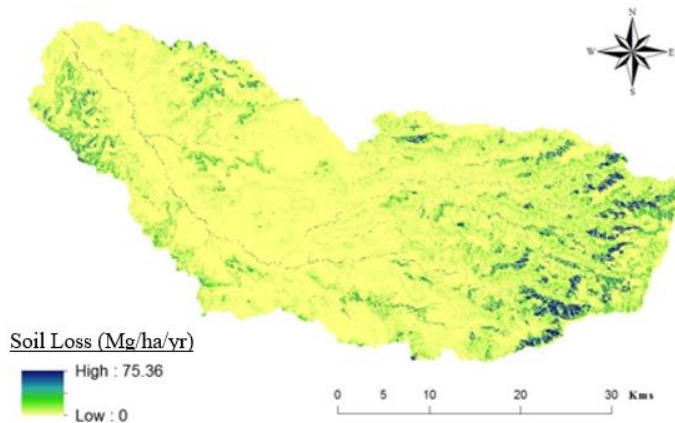 N
W E
S
Soil Loss (Mg/ha/yr)
High : 75.36
Low : 0
0 5 10 20 30 Kms